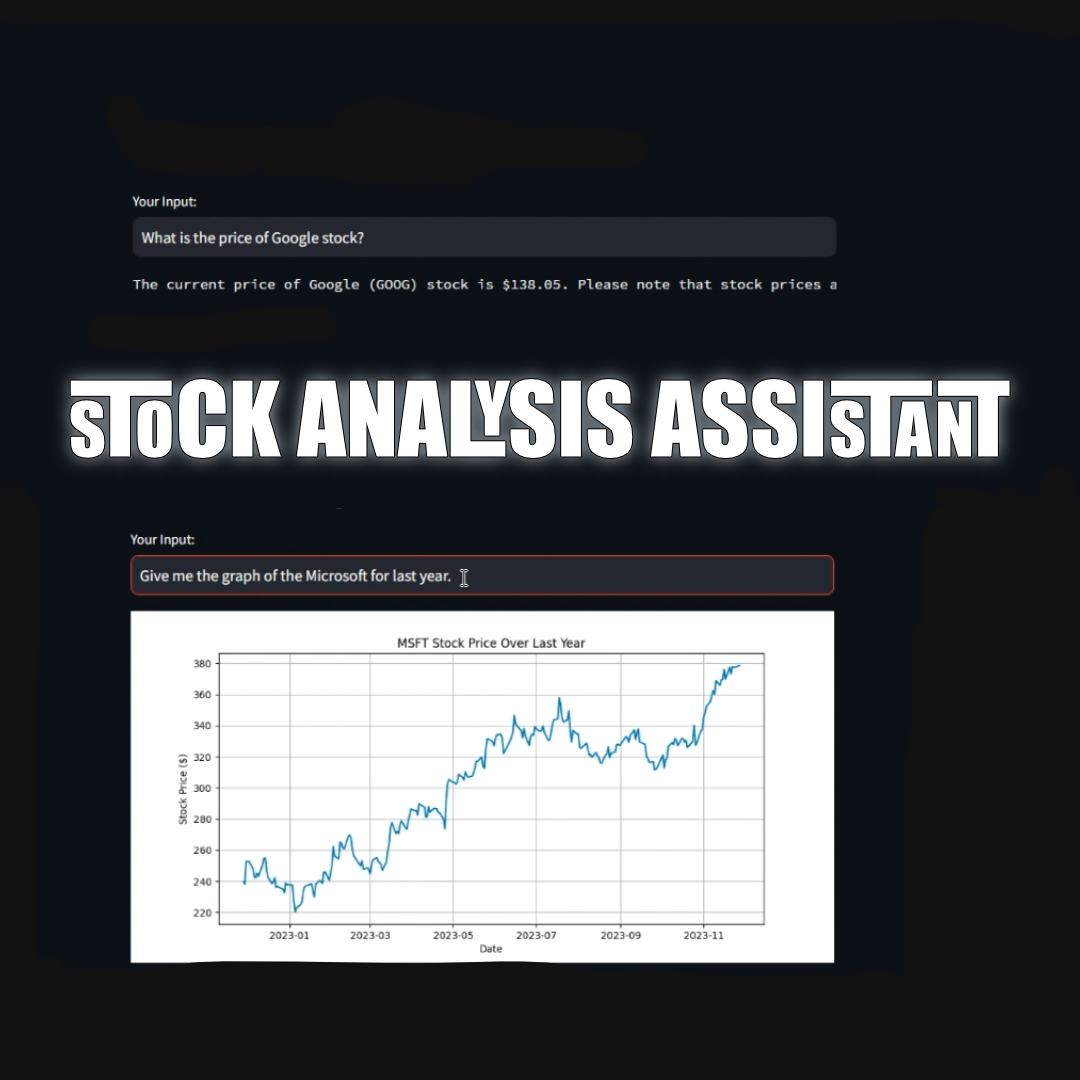 Your Input:
What is the price of Google stock?
The current price of Google (GOOG) stock is $138.05. Please note that stock prices a
STOCK ANALYSIS ASSISTANT
Your Input:
Give me the graph of the Microsoft for last year.
MSFT Stock Price Over Last Year
380
360
340
320
300
280
260
240
220
Stock Price ($)
2023-01 2023-03 2023-05 2023-07 2023-09 2023-11
Date